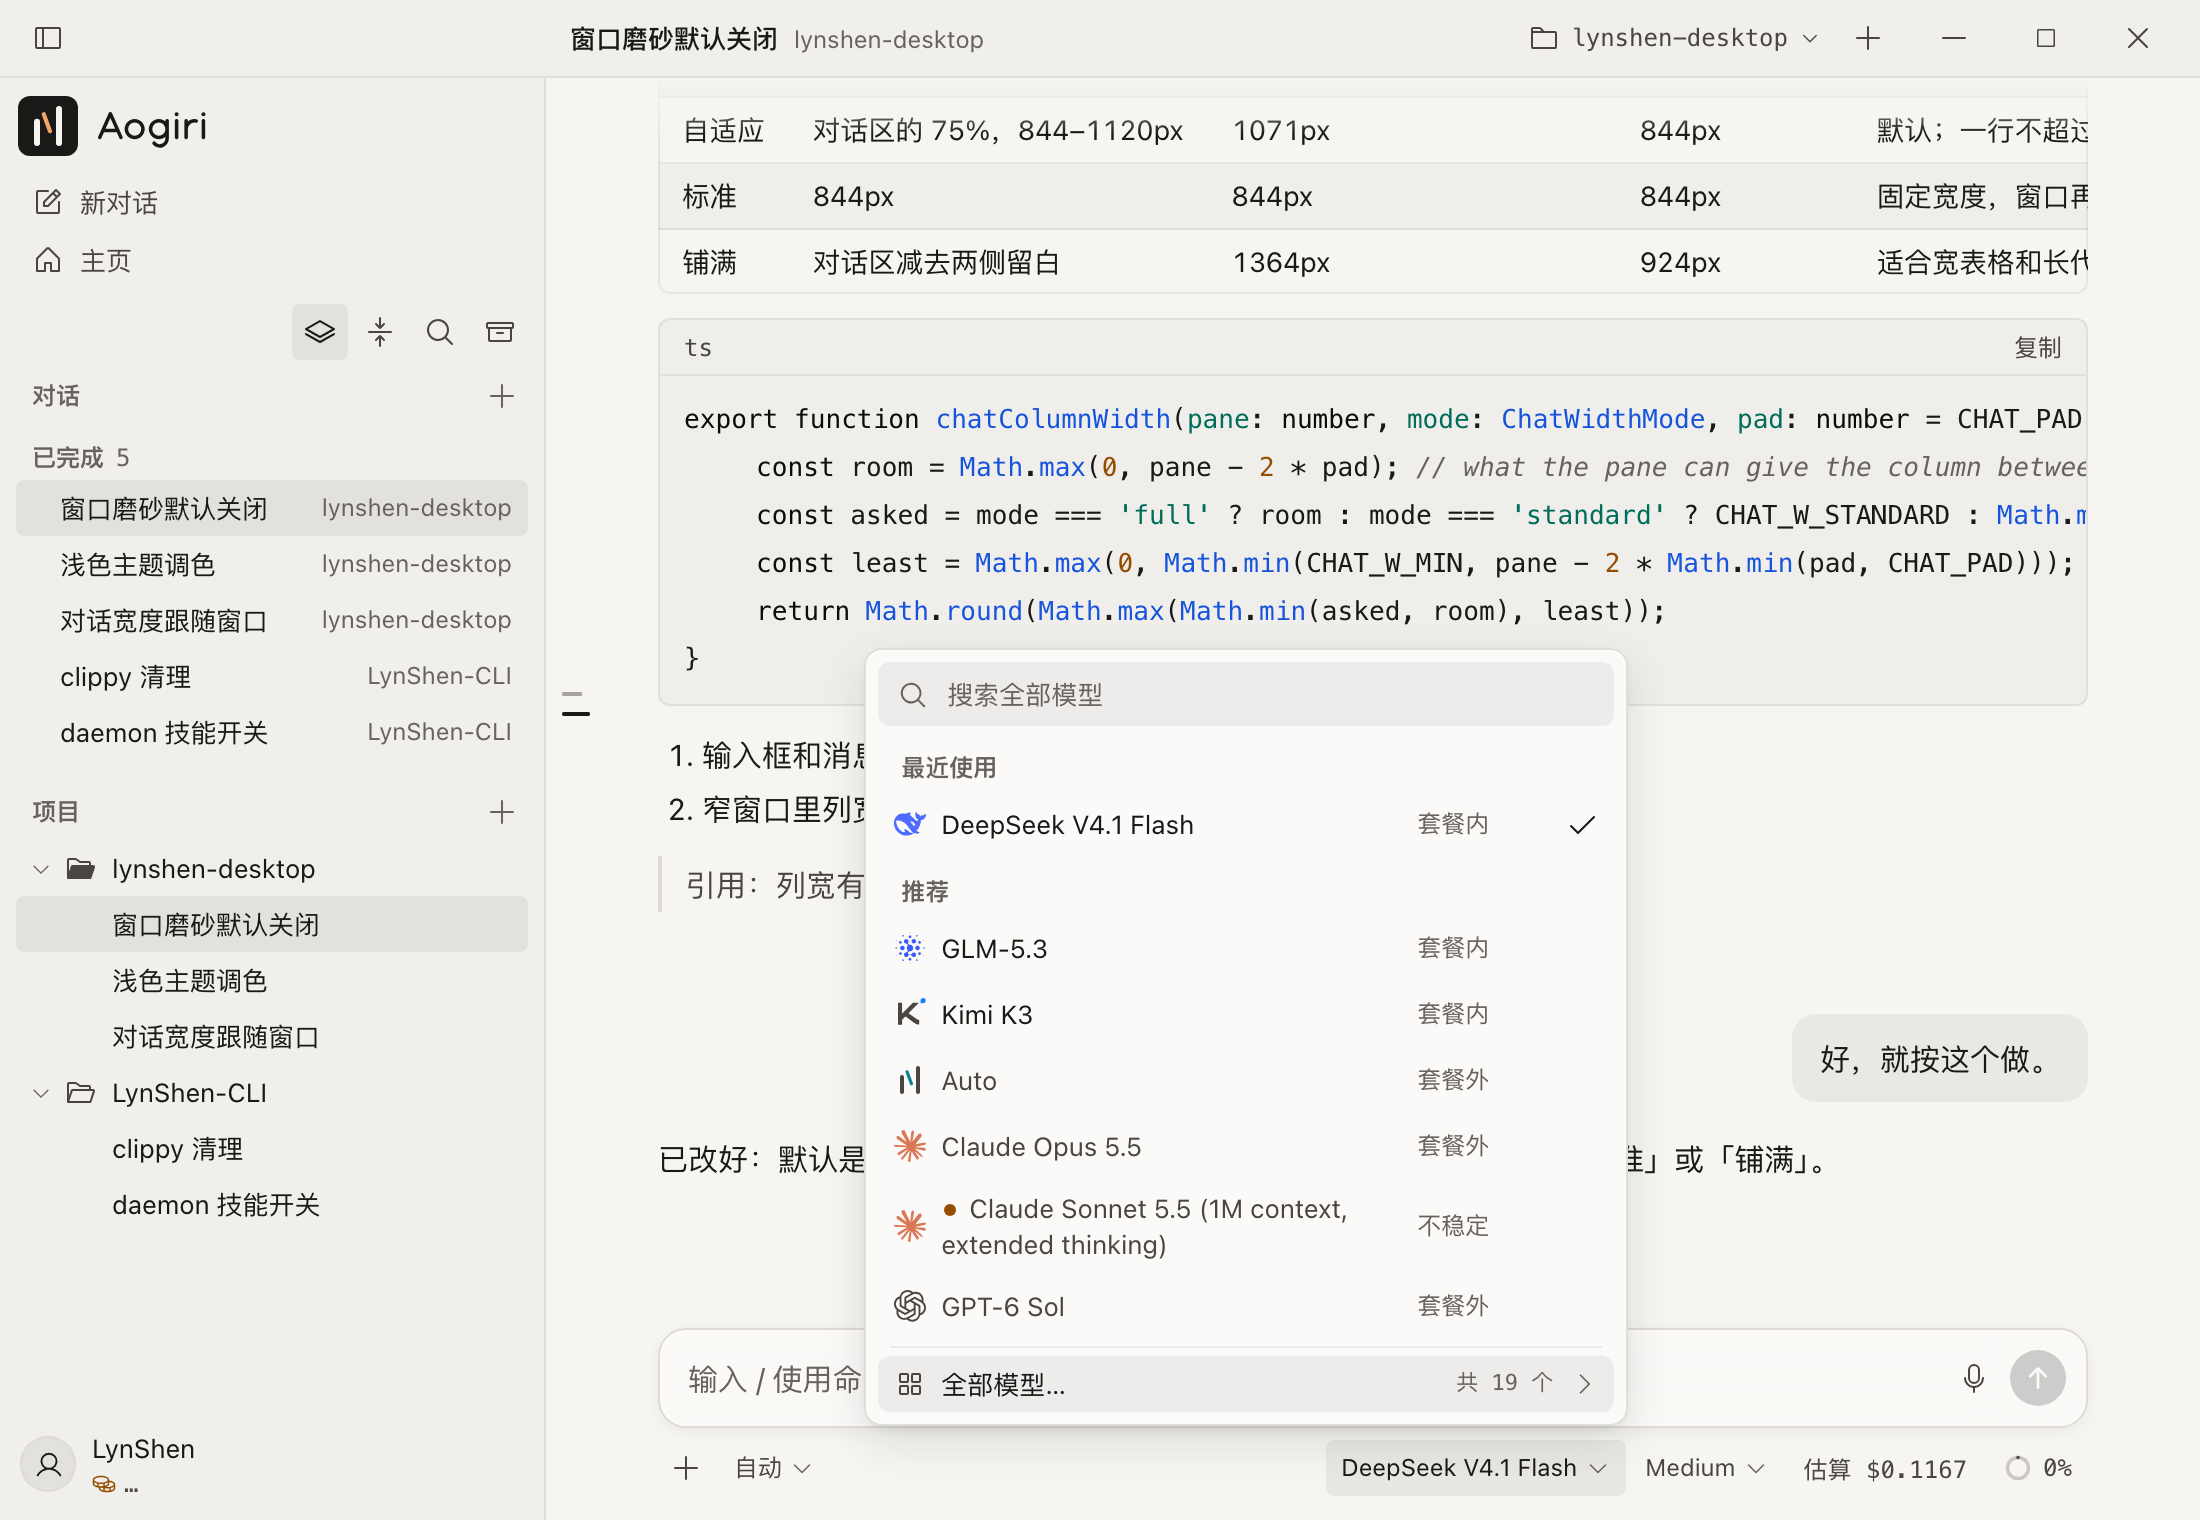 窗口磨砂默认关闭 lynshen-desktop
lynshen-desktop
Aogiri
新对话
主页
对话
已完成 5
窗口磨砂默认关闭 lynshen-desktop
浅色主题调色 lynshen-desktop
对话宽度跟随窗口 lynshen-desktop
clippy 清理 LynShen-CLI
daemon 技能开关 LynShen-CLI
项目
lynshen-desktop
窗口磨砂默认关闭
浅色主题调色
对话宽度跟随窗口
LynShen-CLI
clippy 清理
daemon 技能开关
LynShen
...
自适应 对话区的 75%，844–1120px 1071px 844px 默认；一行不超过
标准 844px 844px 844px 固定宽度，窗口再
铺满 对话区减去两侧留白 1364px 924px 适合宽表格和长代
ts 复制
export function chatColumnWidth(pane: number, mode: ChatWidthMode, pad: number = CHAT_PAD
const room = Math.max(0, pane - 2 * pad); // what the pane can give the column betwee
const asked = mode === 'full' ? room : mode === 'standard' ? CHAT_W_STANDARD : Math.m
const least = Math.max(0, Math.min(CHAT_W_MIN, pane - 2 * Math.min(pad, CHAT_PAD)));
return Math.round(Math.max(Math.min(asked, room), least));
}
1. 输入框和消息
2. 窄窗口里列宽
引用：列宽有
好，就按这个做。
已改好：默认是
」或「铺满」。
搜索全部模型
最近使用
DeepSeek V4.1 Flash 套餐内
推荐
GLM-5.3 套餐内
Kimi K3 套餐内
Auto 套餐外
Claude Opus 5.5 套餐外
Claude Sonnet 5.5 (1M context,
extended thinking) 不稳定
GPT-6 Sol 套餐外
全部模型... 共 19 个
输入 / 使用命
自动
DeepSeek V4.1 Flash Medium 估算 $0.1167 0%